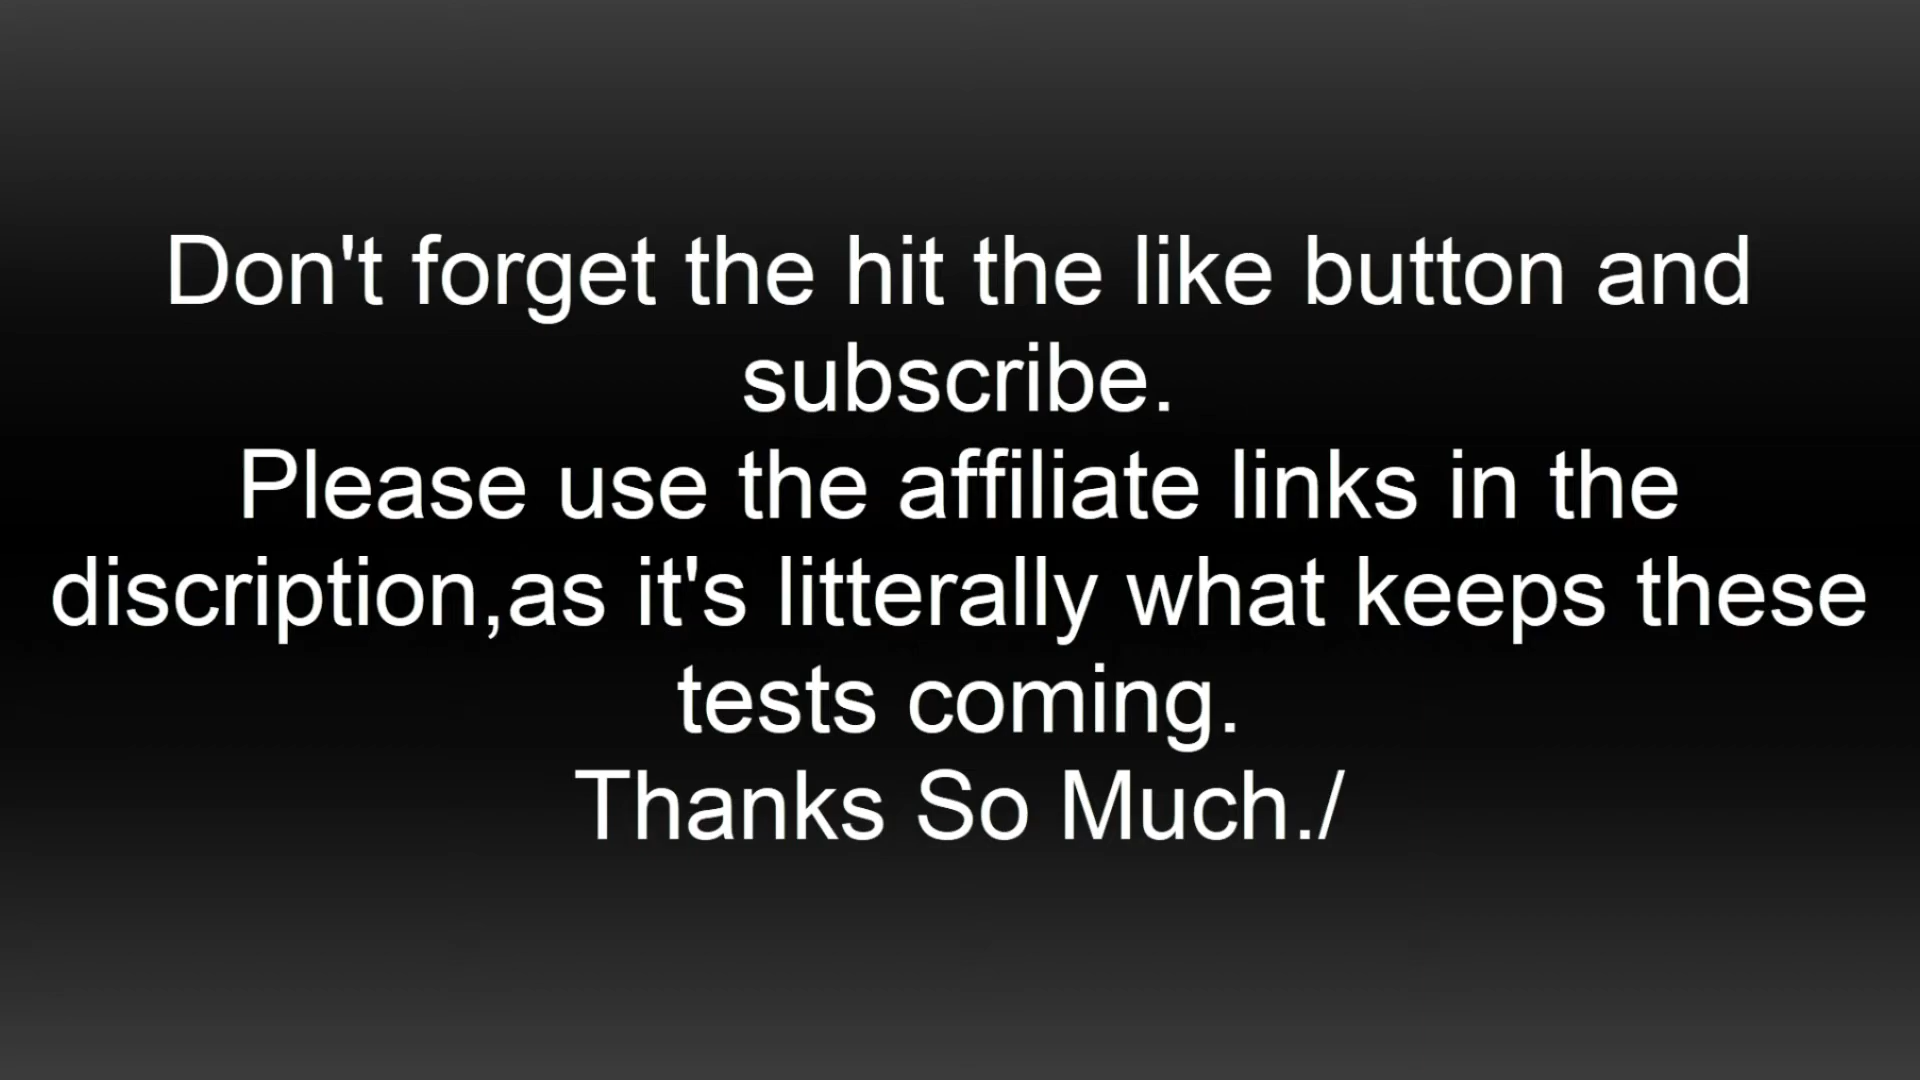 Don't forget the hit the like button and
subscribe.
Please use the affiliate links in the
discription,as it's litterally what keeps these
tests coming.
Thanks So Much./